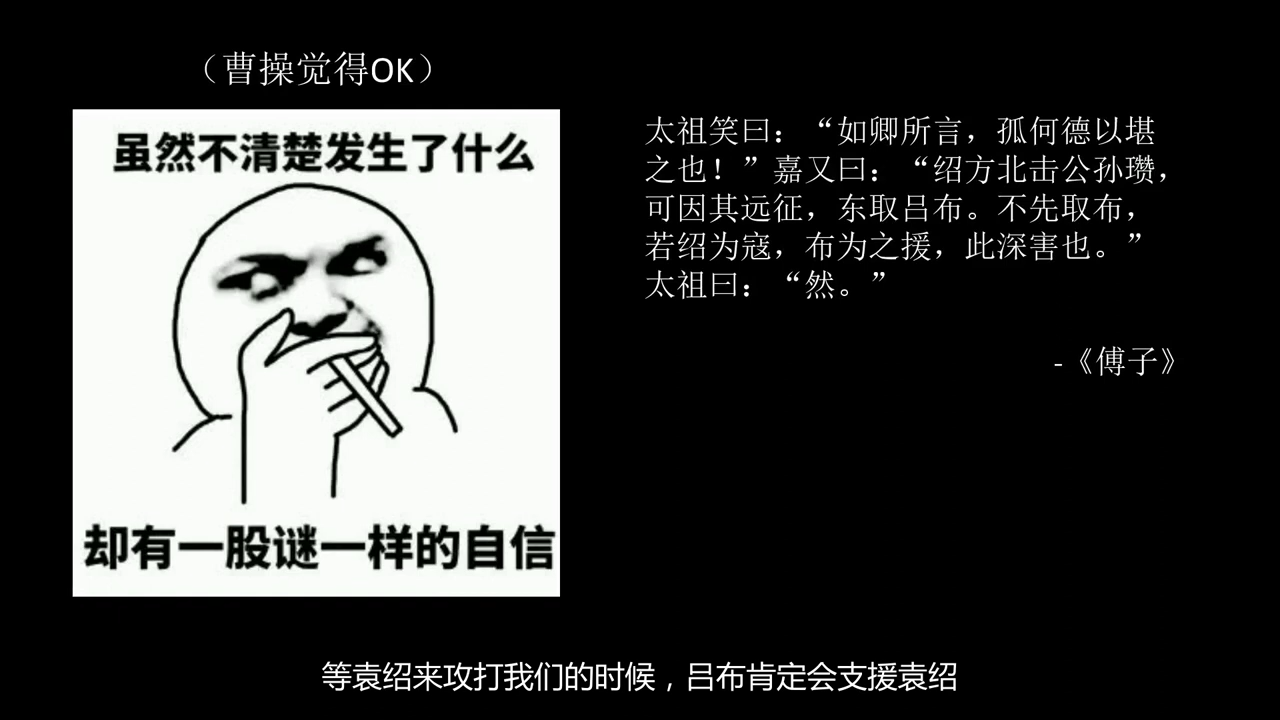 （曹操觉得OK）
虽然不清楚发生了什么
却有一股谜一样的自信
太祖笑曰：“如卿所言，孤何德以堪
之也！”嘉又曰：“绍方北击公孙瓒，
可因其远征，东取吕布。不先取布，
若绍为寇，布为之援，此深害也。”
太祖曰：“然。”
-《傅子》
等袁绍来攻打我们的时候，吕布肯定会支援袁绍